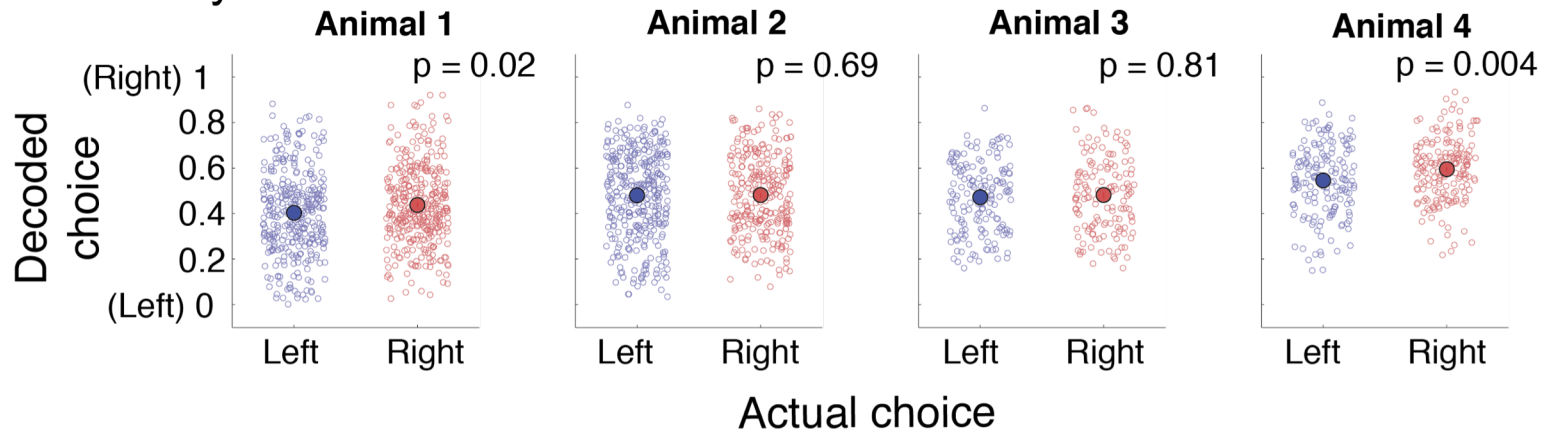 Animal 1
Animal 2
Animal 3
Animal 4
p = 0.02
p = 0.69
p = 0.81
p = 0.004
Decoded
choice
(Right) 1
0.8
0.6
0.4
0.2
(Left) 0
Left Right
Left Right
Left Right
Left Right
Actual choice